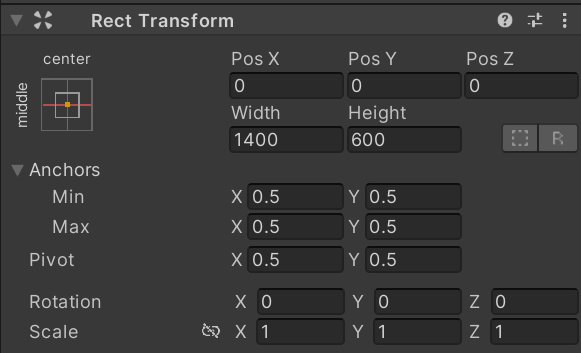 Rect Transform
center
middle
Pos X Pos Y Pos Z
0 0 0
Width Height
1400 600
R
Anchors
Min X 0.5 Y 0.5
Max X 0.5 Y 0.5
Pivot X 0.5 Y 0.5
Rotation X 0 Y 0 Z 0
Scale X 1 Y 1 Z 1